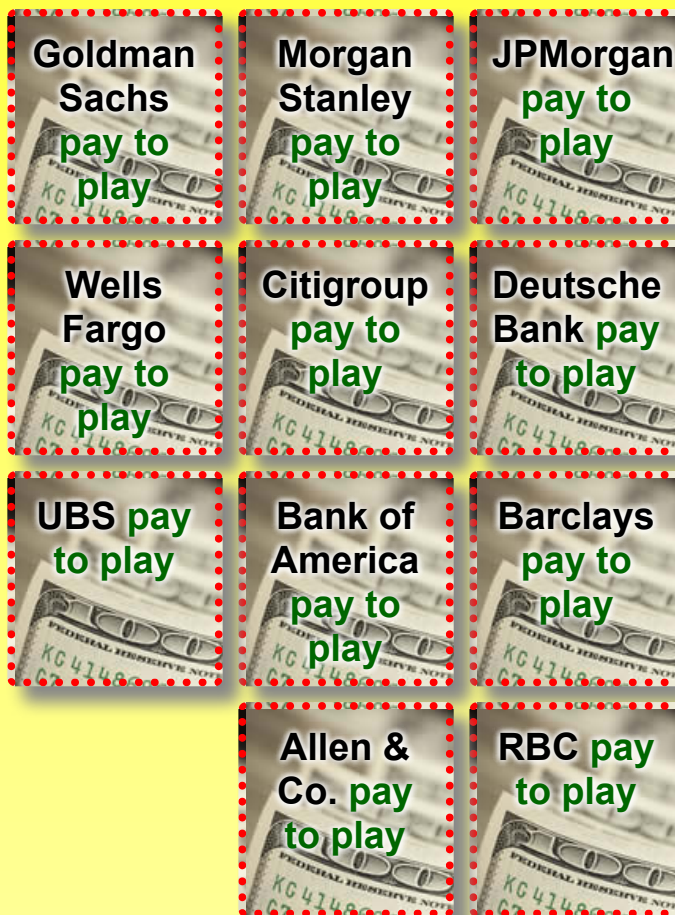 Goldman
Sachs
pay to
play
Morgan
Stanley
pay to
play
JPMorgan
pay to
play
Wells
Fargo
pay to
play
Citigroup
pay to
play
Deutsche
Bank pay
to play
UBS pay
to play
Bank of
America
pay to
play
Barclays
pay to
play
Allen &
Co. pay
to play
RBC pay
to play